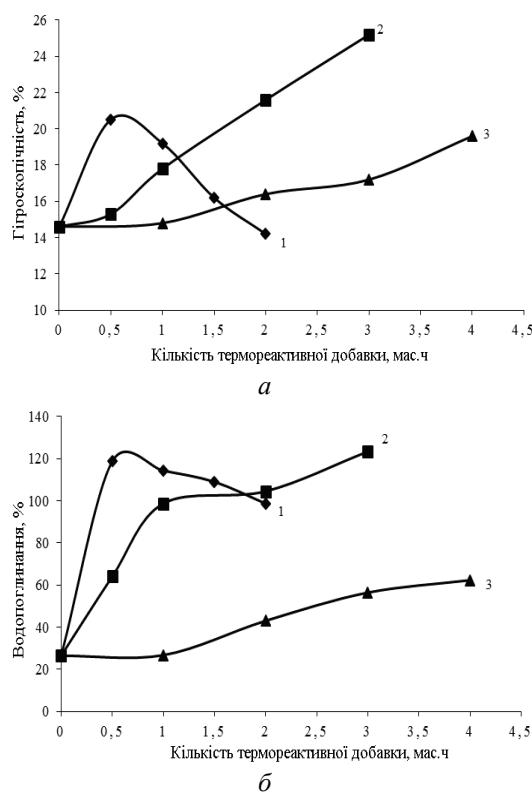 Гігроскопічність, %
26
24
22
20
18
16
14
12
10
2
3
1
0 0,5 1 1,5 2 2,5 3 3,5 4 4,5
Кількість термореактивної добавки, мас.ч
а
Водопоглинання, %
140
120
100
80
60
40
20
0
2
1
3
0 0,5 1 1,5 2 2,5 3 3,5 4 4,5
Кількість термореактивної добавки, мас.ч
б